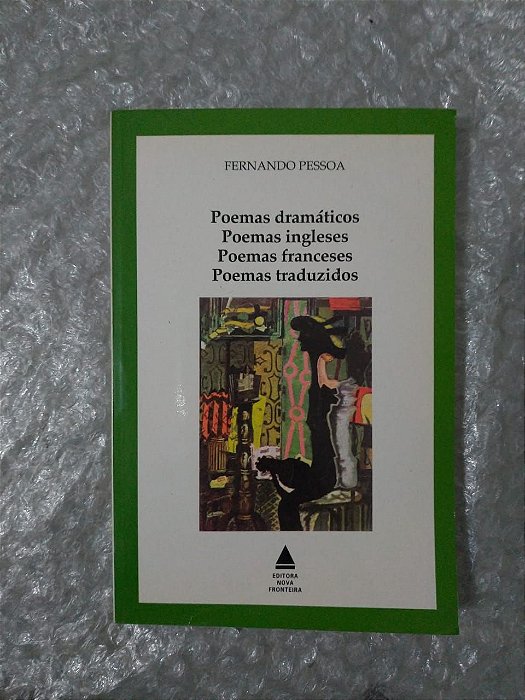 FERNANDO PESSOA
Poemas dramáticos
Poemas ingleses
Poemas franceses
Poemas traduzidos
EDITORA
NOVA
FRONTEIRA